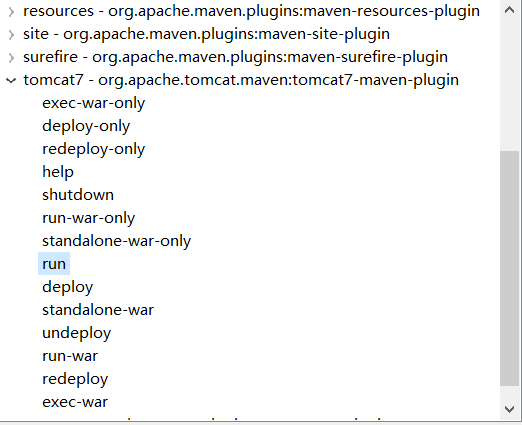 resources - org.apache.maven.plugins:maven-resources-plugin
site - org.apache.maven.plugins:maven-site-plugin
surefire - org.apache.maven.plugins:maven-surefire-plugin
tomcat7 - org.apache.tomcat.maven:tomcat7-maven-plugin
exec-war-only
deploy-only
redeploy-only
help
shutdown
run-war-only
standalone-war-only
run
deploy
standalone-war
undeploy
run-war
redeploy
exec-war